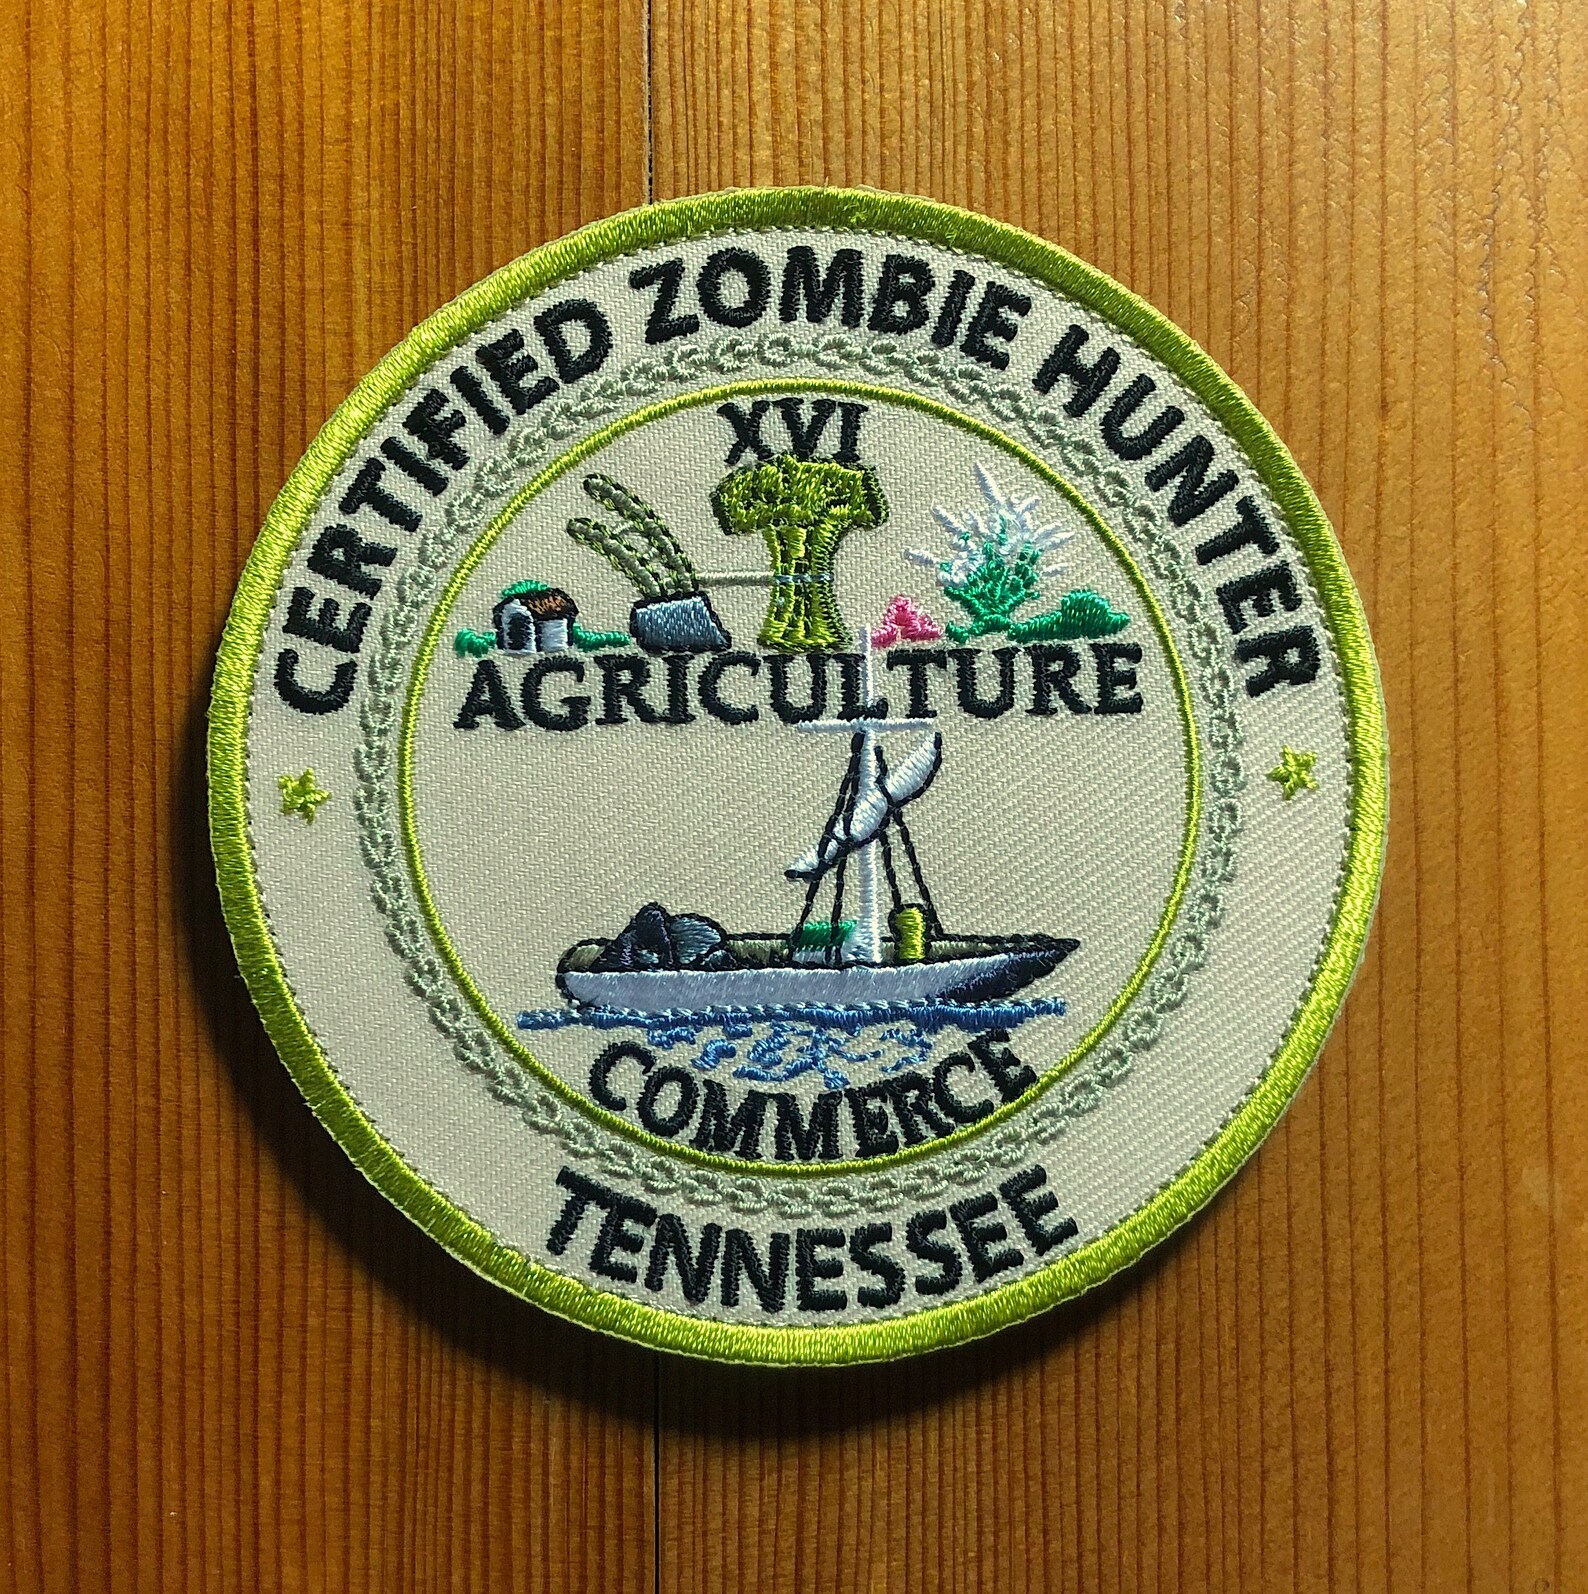 CERTIFIED ZOMBIE HUNTER
XVI
AGRICULTURE
COMMERCE
TENNESSEE